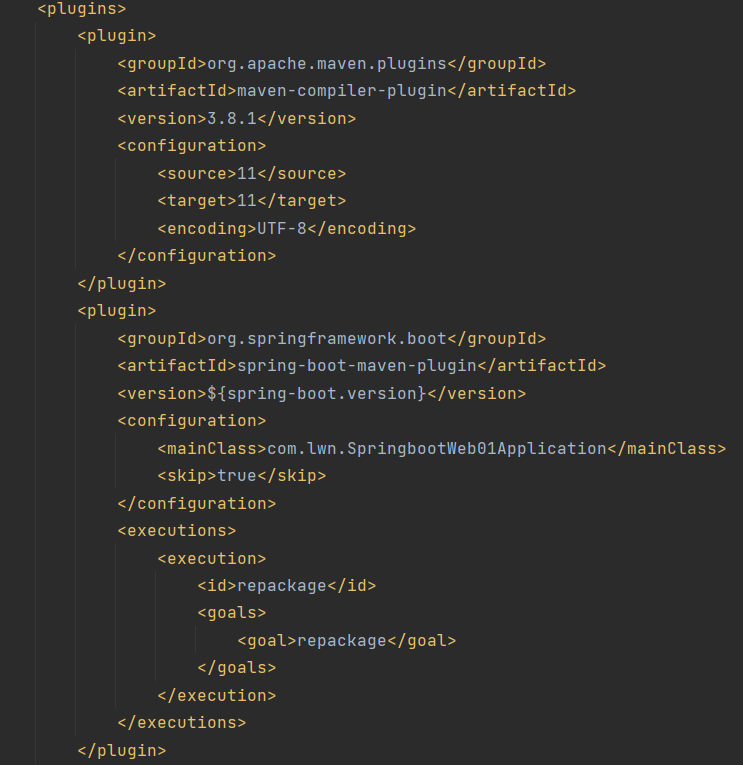 <plugins>
<plugin>
<groupId>org.apache.maven.plugins</groupId>
<artifactId>maven-compiler-plugin</artifactId>
<version>3.8.1</version>
<configuration>
<source>11</source>
<target>11</target>
<encoding>UTF-8</encoding>
</configuration>
</plugin>
<plugin>
<groupId>org.springframework.boot</groupId>
<artifactId>spring-boot-maven-plugin</artifactId>
<version>${spring-boot.version}</version>
<configuration>
<mainClass>com.lwn.SpringbootWeb01Application</mainClass>
<skip>true</skip>
</configuration>
<executions>
<execution>
<id>repackage</id>
<goals>
<goal>repackage</goal>
</goals>
</execution>
</executions>
</plugin>